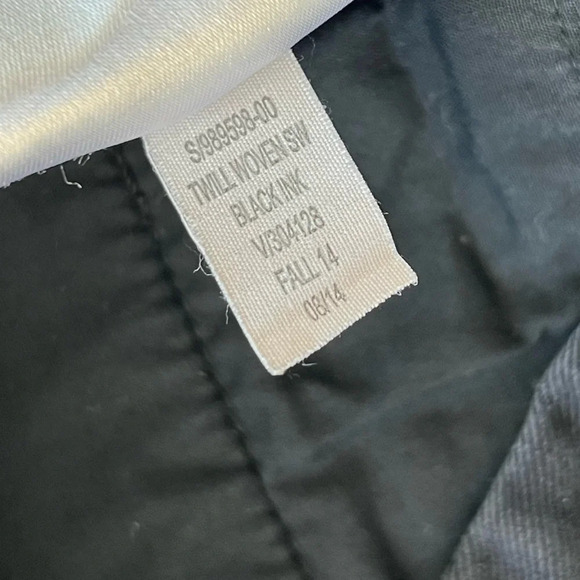 S/989598-00
TWILL WOVEN SW
BLACK INK
V/304128
FALL 14
08/14